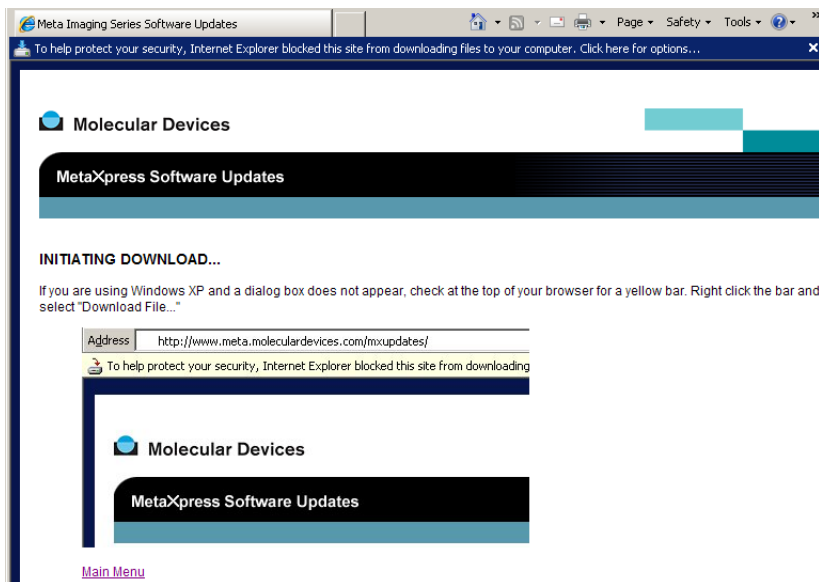 Meta Imaging Series Software Updates
Page Safety Tools
To help protect your security, Internet Explorer blocked this site from downloading files to your computer. Click here for options...
Molecular Devices
MetaXpress Software Updates
INITIATING DOWNLOAD...
If you are using Windows XP and a dialog box does not appear, check at the top of your browser for a yellow bar. Right click the bar and
select "Download File..."
Address http://www.meta.moleculardevices.com/mxupdates/
To help protect your security, Internet Explorer blocked this site from downloading
Molecular Devices
MetaXpress Software Updates
Main Menu